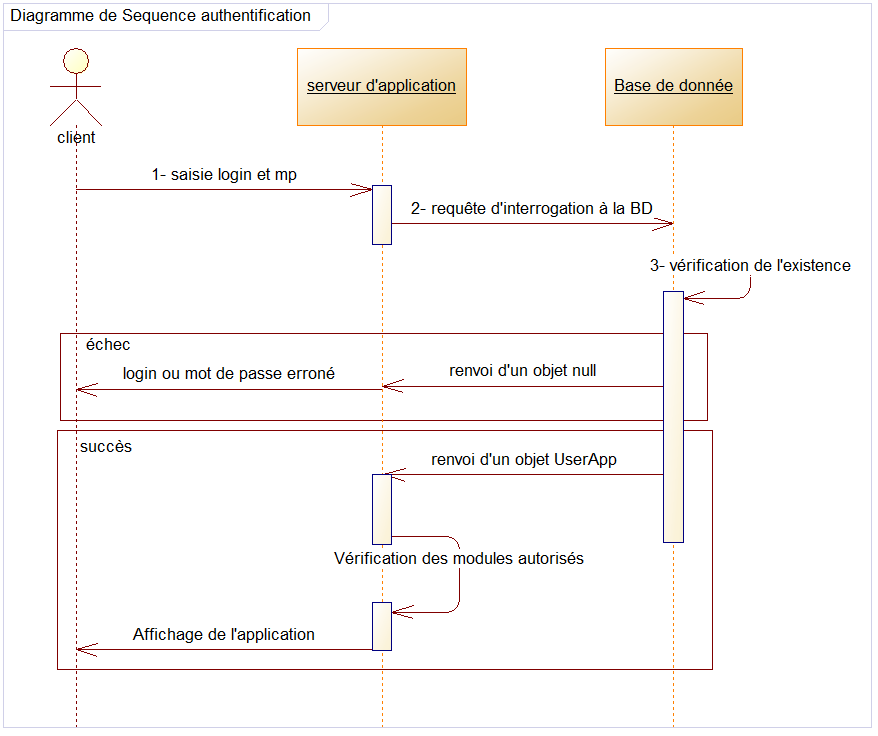 Diagramme de Sequence authentification
client
serveur d'application
Base de donnée
1- saisie login et mp
2- requête d'interrogation à la BD
3- vérification de l'existence
échec
login ou mot de passe erroné
renvoi d'un objet null
succès
renvoi d'un objet UserApp
Vérification des modules autorisés
Affichage de l'application